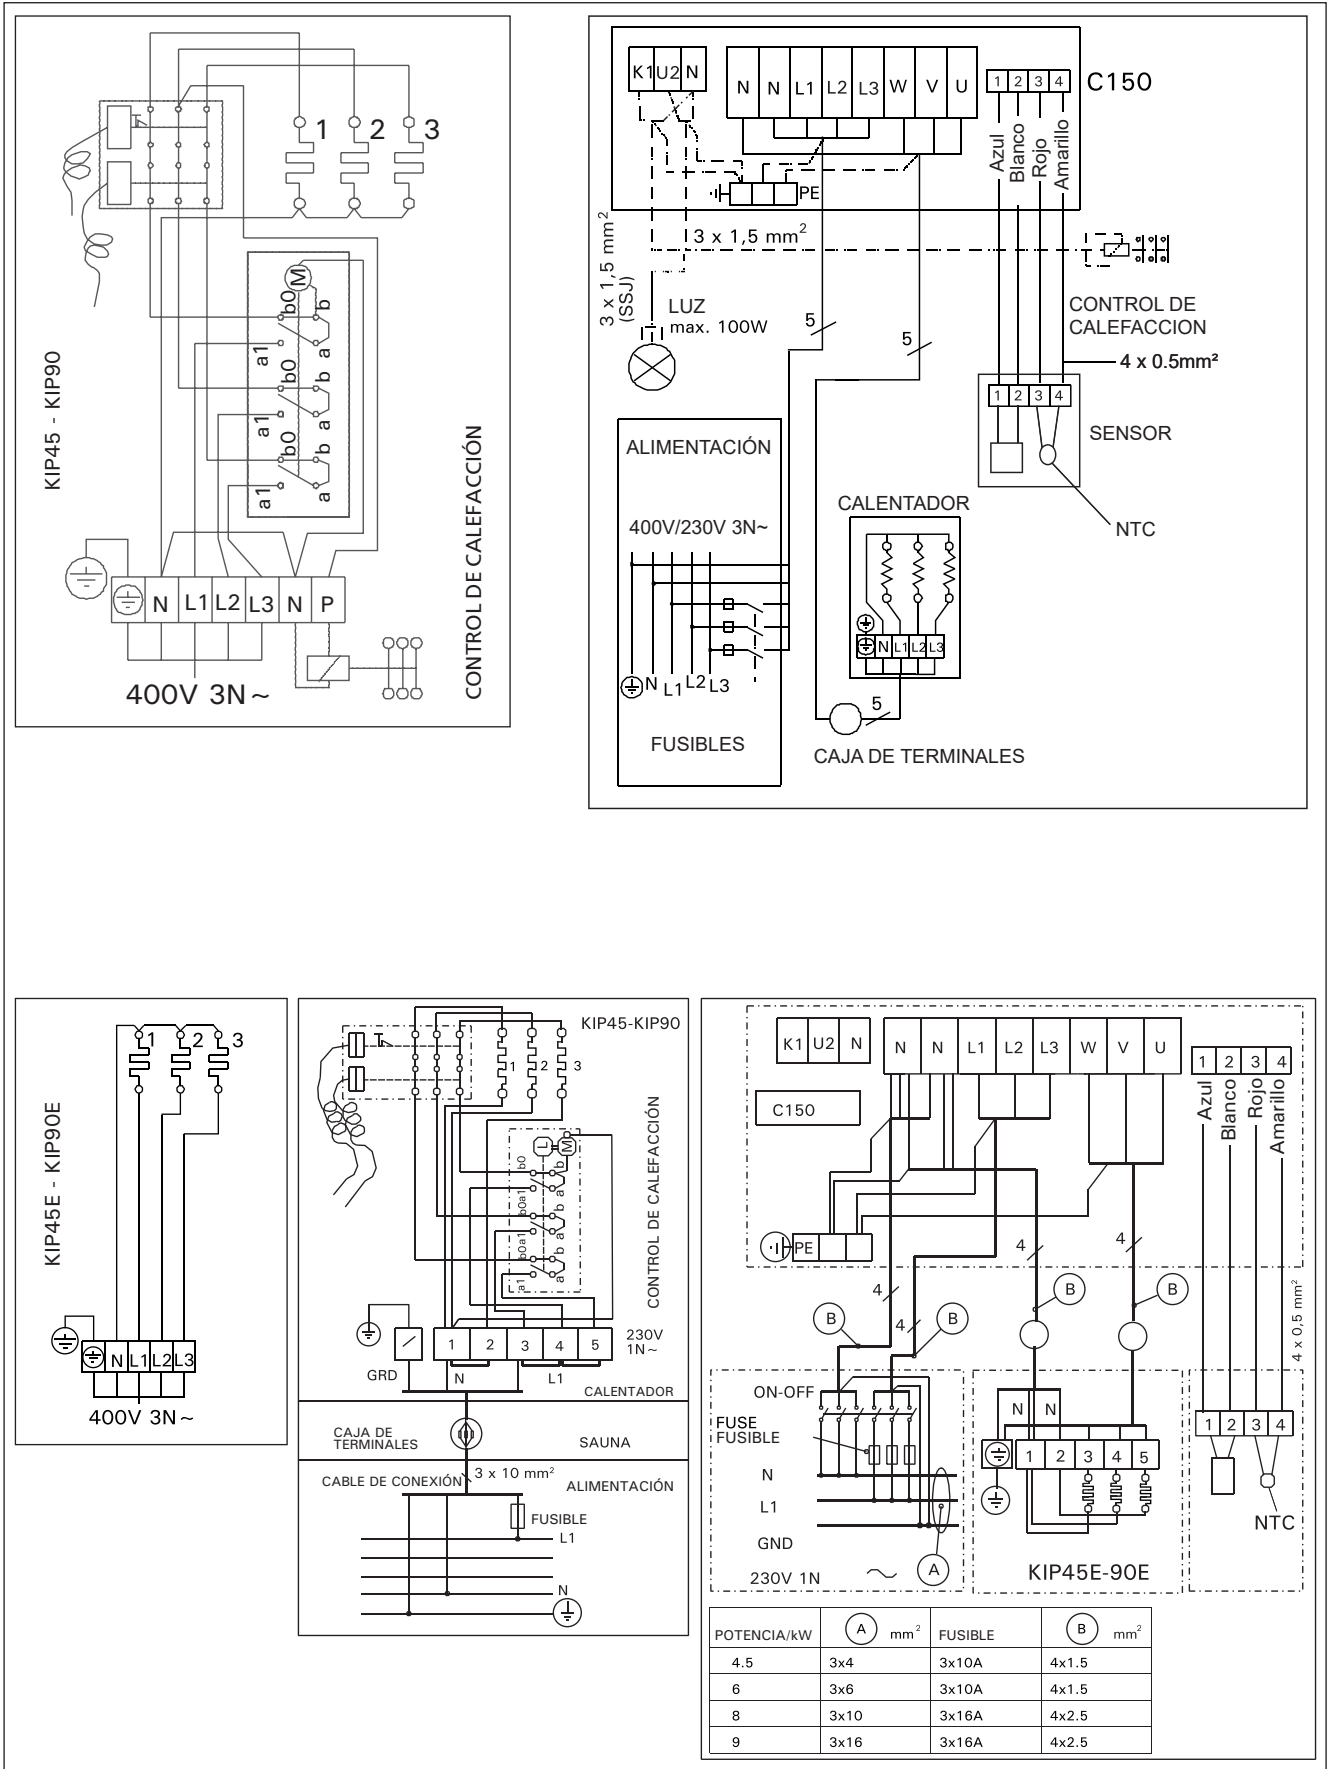 KIP45 - KIP90
1 2 3
M
b0 b
a1 a
b0 b
a1 a
b0 b
a1 a
N L1 L2 L3 N P
400V 3N~
CONTROL DE CALEFACCIÓN
K1 U2 N
N N L1 L2 L3 W V U
1 2 3 4
C150
Azul
Blanco
Rojo
Amarillo
PE
3 x 1,5 mm²
(SSJ)
3 x 1,5 mm²
LUZ
max. 100W
5
5
CONTROL DE
CALEFACCION
4 x 0.5mm²
1 2 3 4
SENSOR
NTC
ALIMENTACIÓN
400V/230V 3N~
N L1 L2 L3
FUSIBLES
CALENTADOR
N L1 L2 L3
5
CAJA DE TERMINALES
KIP45E - KIP90E
1 2 3
N L1 L2 L3
400V 3N~
KIP45-KIP90
1 2 3
L M
b0 b
a1 a
b0 b
a1 a
b0 b
a1 a
CONTROL DE CALEFACCIÓN
GRD
1 2 3 4 5
230V
1N~
N L1
CALENTADOR
CAJA DE
TERMINALES
SAUNA
CABLE DE CONEXIÓN
3 x 10 mm²
ALIMENTACIÓN
FUSIBLE
L1
N
K1 U2 N
N N L1 L2 L3 W V U
1 2 3 4
C150
Azul
Blanco
Rojo
Amarillo
PE
4
4
4
4
B
B
B
B
4 x 0,5 mm²
ON-OFF
FUSE
FUSIBLE
N
L1
GND
230V 1N
A
N N
1 2 3 4 5
KIP45E-90E
1 2 3 4
NTC
POTENCIA/kW A mm² FUSIBLE B mm²
4.5 3x4 3x10A 4x1.5
6 3x6 3x10A 4x1.5
8 3x10 3x16A 4x2.5
9 3x16 3x16A 4x2.5